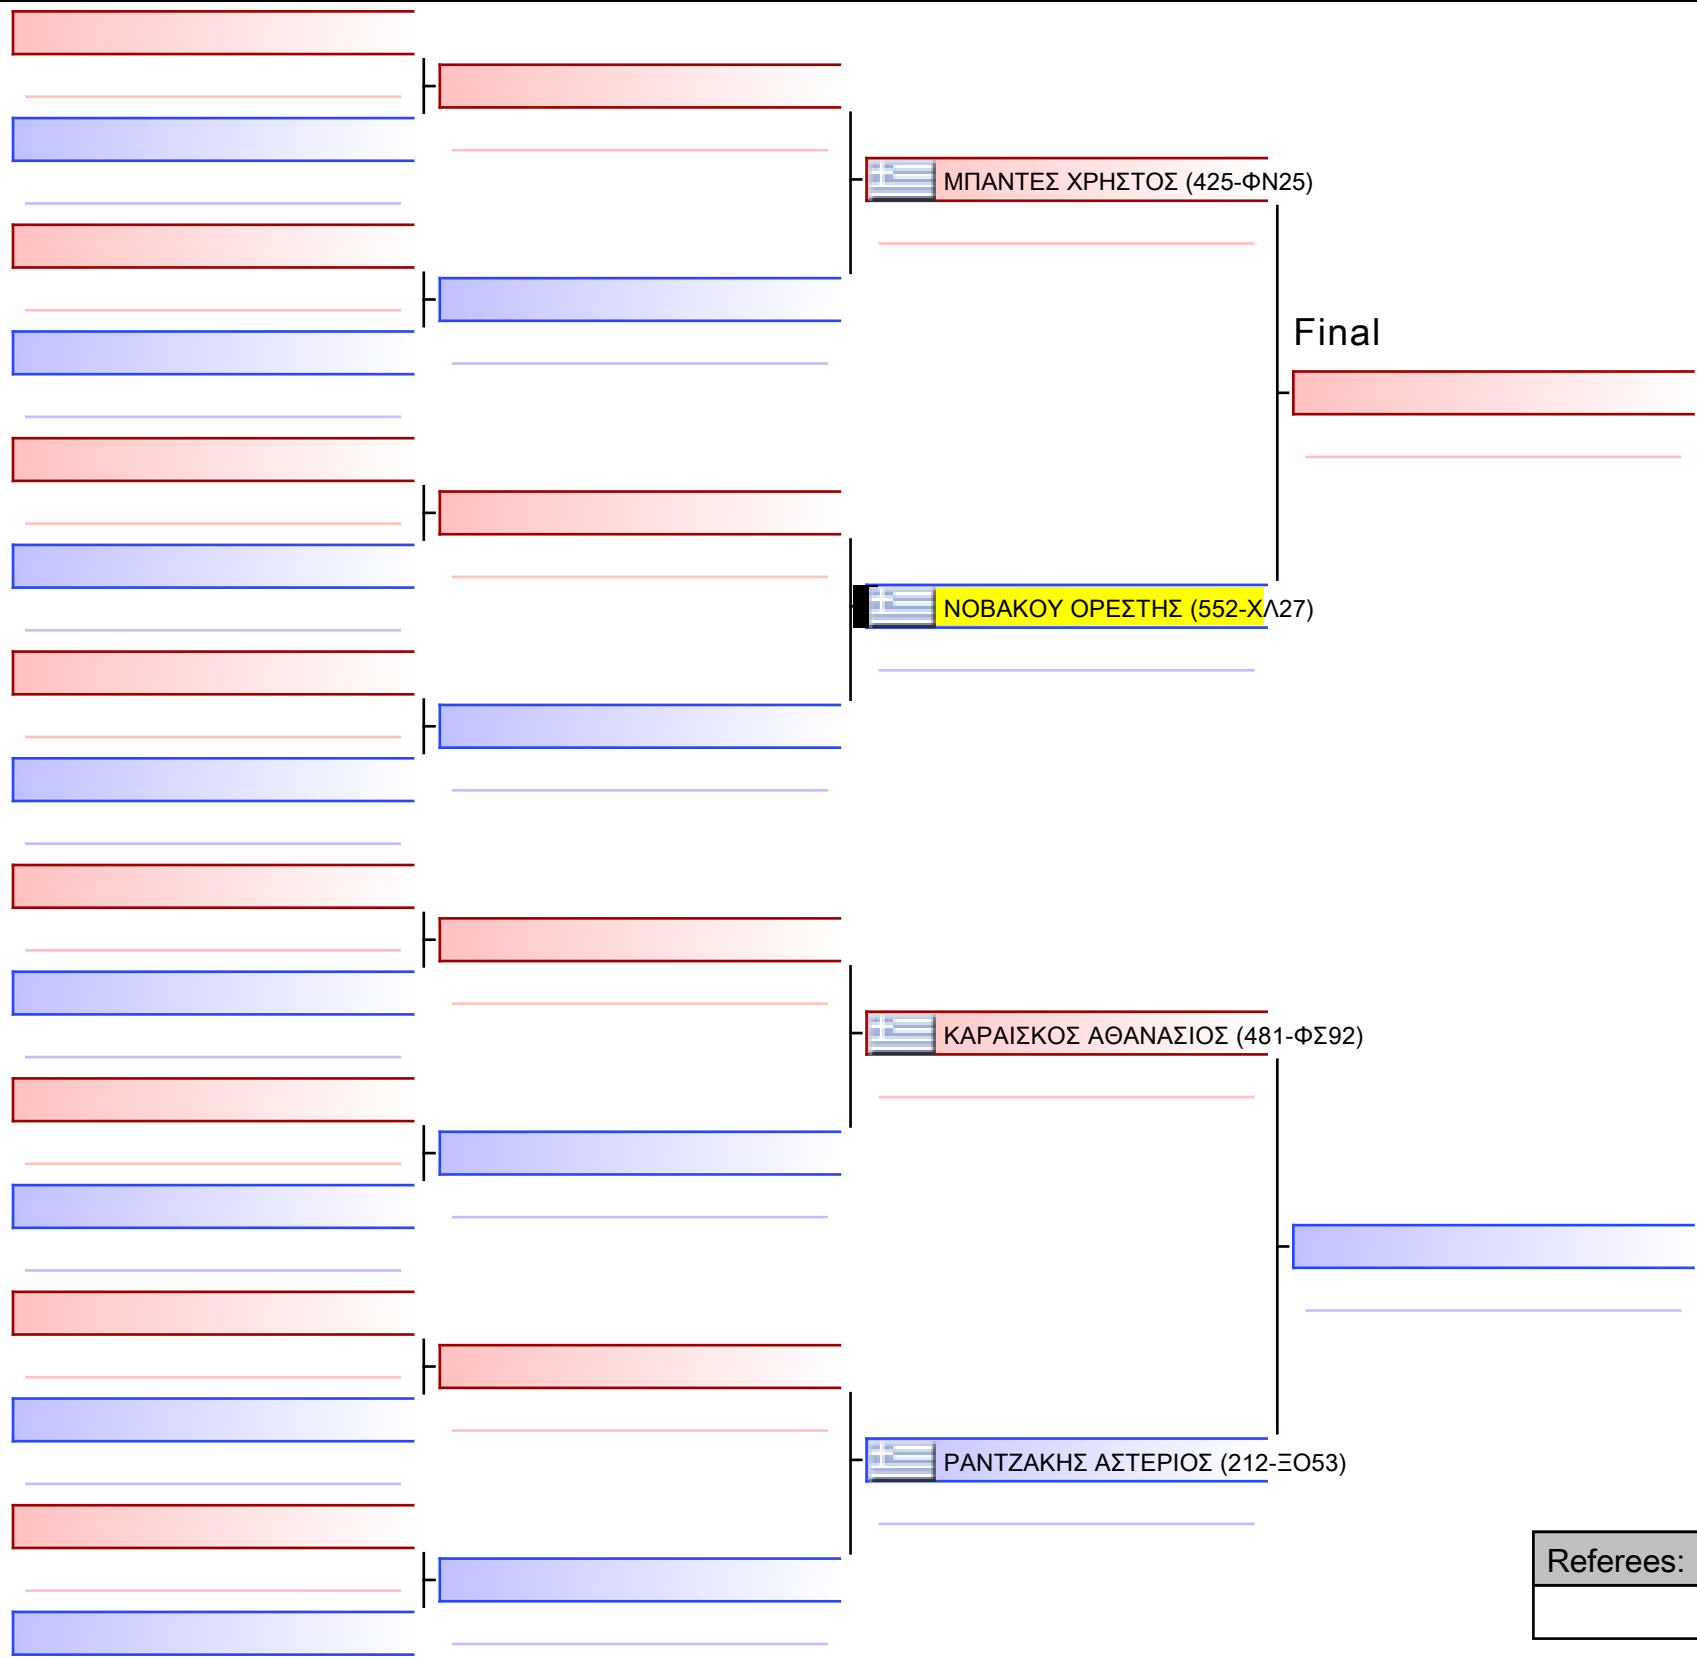 ΜΠΑΝΤΕΣ ΧΡΗΣΤΟΣ (425-ΦΝ25)
Final
ΝΟΒΑΚΟΥ ΟΡΕΣΤΗΣ (552-ΧΛ27)
ΚΑΡΑΙΣΚΟΣ ΑΘΑΝΑΣΙΟΣ (481-ΦΣ92)
ΡΑΝΤΖΑΚΗΣ ΑΣΤΕΡΙΟΣ (212-ΞΟ53)
Referees: